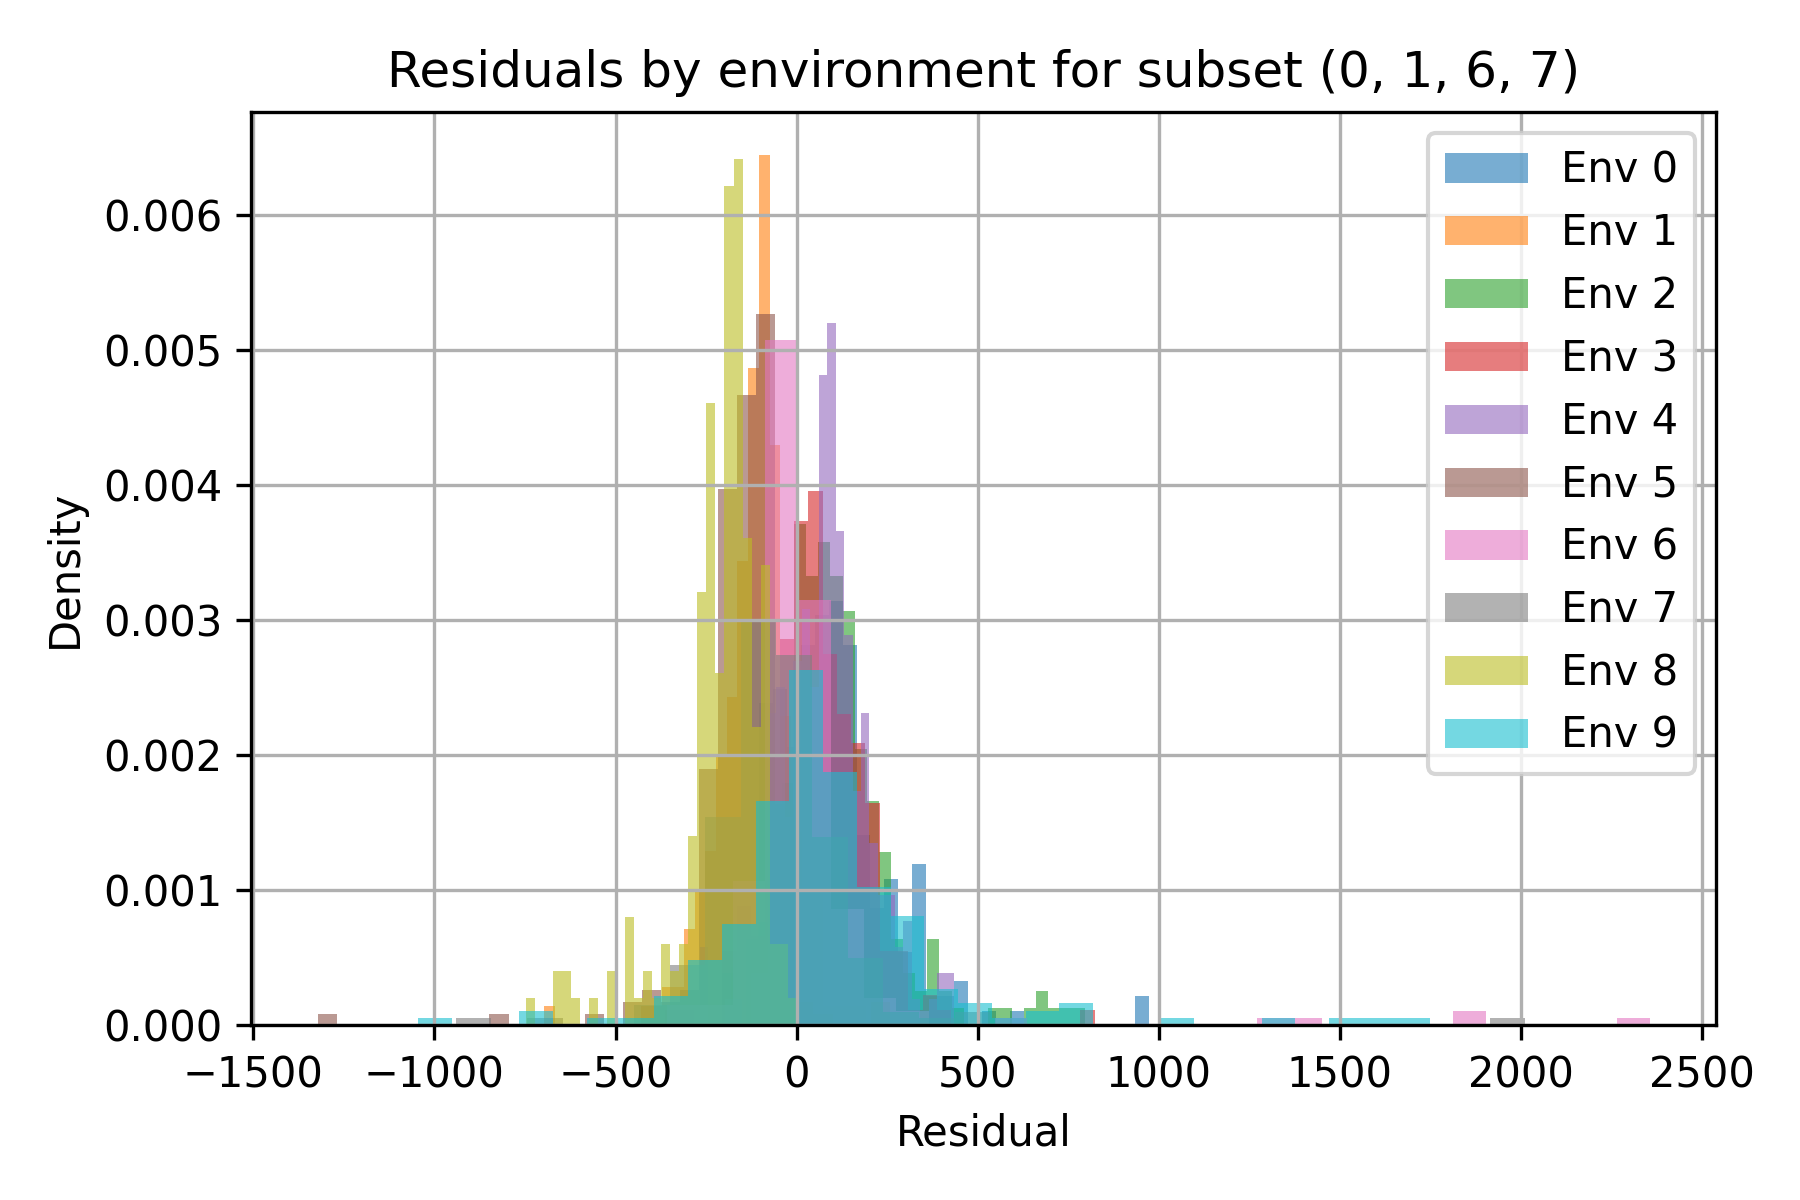 Residuals by environment for subset (0, 1, 6, 7)
Env 0
Env 1
Env 2
Env 3
Env 4
Env 5
Env 6
Env 7
Env 8
Env 9
Density
0.006
0.005
0.004
0.003
0.002
0.001
0.000
−1500 −1000 −500 0 500 1000 1500 2000 2500
Residual